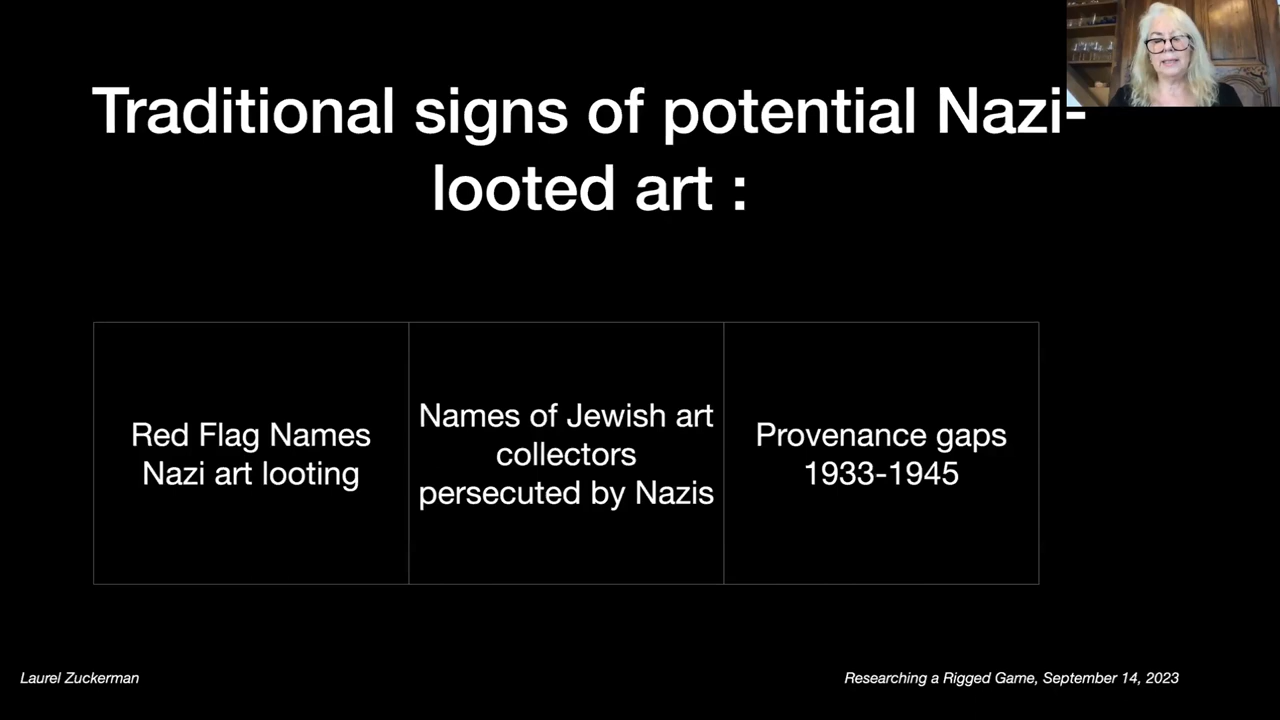 Traditional signs of potential Nazi-
looted art :
Red Flag Names
Nazi art looting
Names of Jewish art
collectors
persecuted by Nazis
Provenance gaps
1933-1945
Laurel Zuckerman
Researching a Rigged Game, September 14, 2023